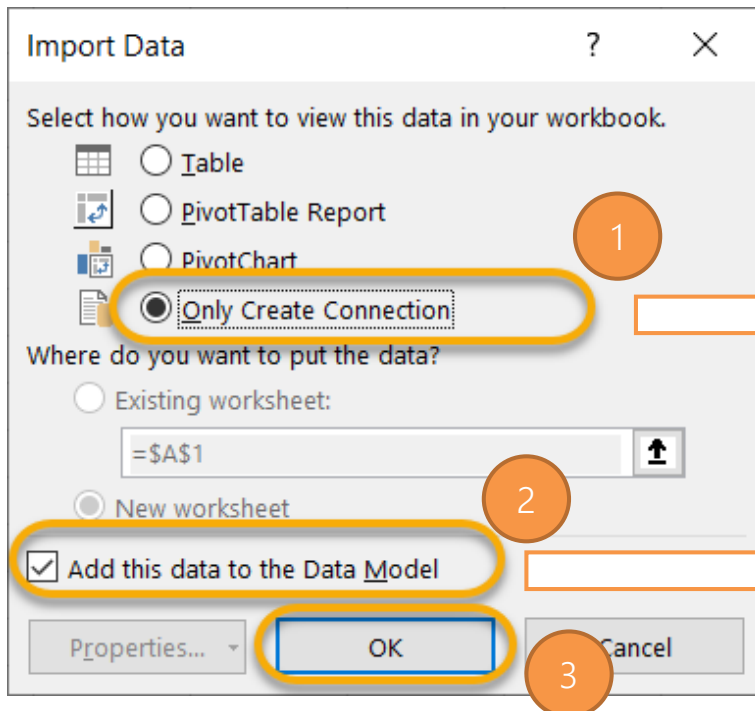 Import Data ?
Select how you want to view this data in your workbook.
Table
PivotTable Report
1
PivotChart
Only Create Connection
Where do you want to put the data?
Existing worksheet:
=$A$1
2
New worksheet
Add this data to the Data Model
Properties... OK Cancel
3